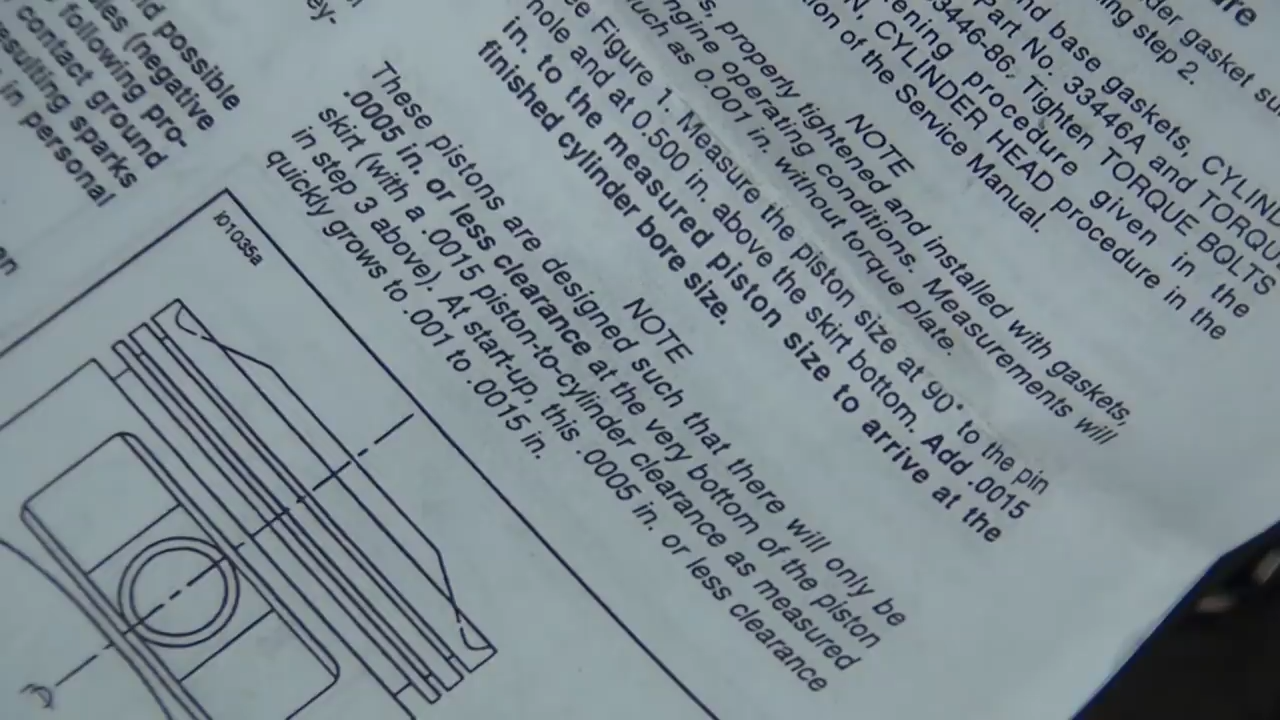 nd possible
les (negative
following pro-
contact ground
esulting sparks
in personal
ey-
on
ure
der gasket su
ing step 2.
nd base gaskets, CYLIND
Part No. 33446A and TORQU
3446-86. Tighten TORQUE BOLTS
ening procedure given in the
N, CYLINDER HEAD procedure in the
ion of the Service Manual.
NOTE
s, properly tightened and installed with gaskets,
ngine operating conditions. Measurements will
uch as 0.001 in. without torque plate.
ee Figure 1. Measure the piston size at 90° to the pin
hole and at 0.500 in. above the skirt bottom. Add .0015
in. to the measured piston size to arrive at the
finished cylinder bore size.
NOTE
These pistons are designed such that there will only be
.0005 in. or less clearance at the very bottom of the piston
skirt (with a .0015 piston-to-cylinder clearance as measured
in step 3 above). At start-up, this .0005 in. or less clearance
quickly grows to .001 to .0015 in.
i01035a